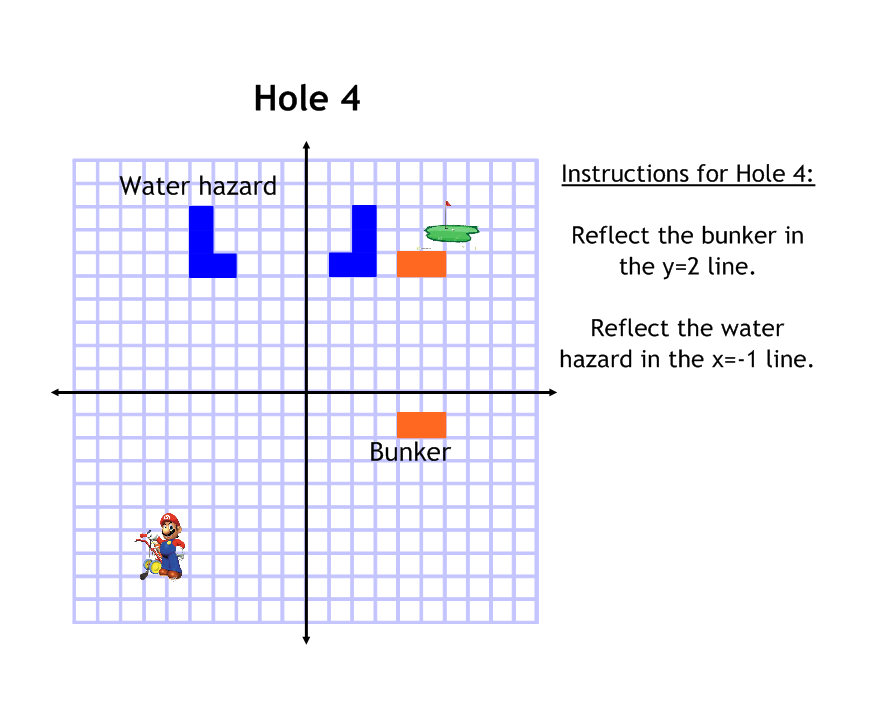 Hole 4
Water hazard
Bunker
Instructions for Hole 4:
Reflect the bunker in
the y=2 line.
Reflect the water
hazard in the x=-1 line.